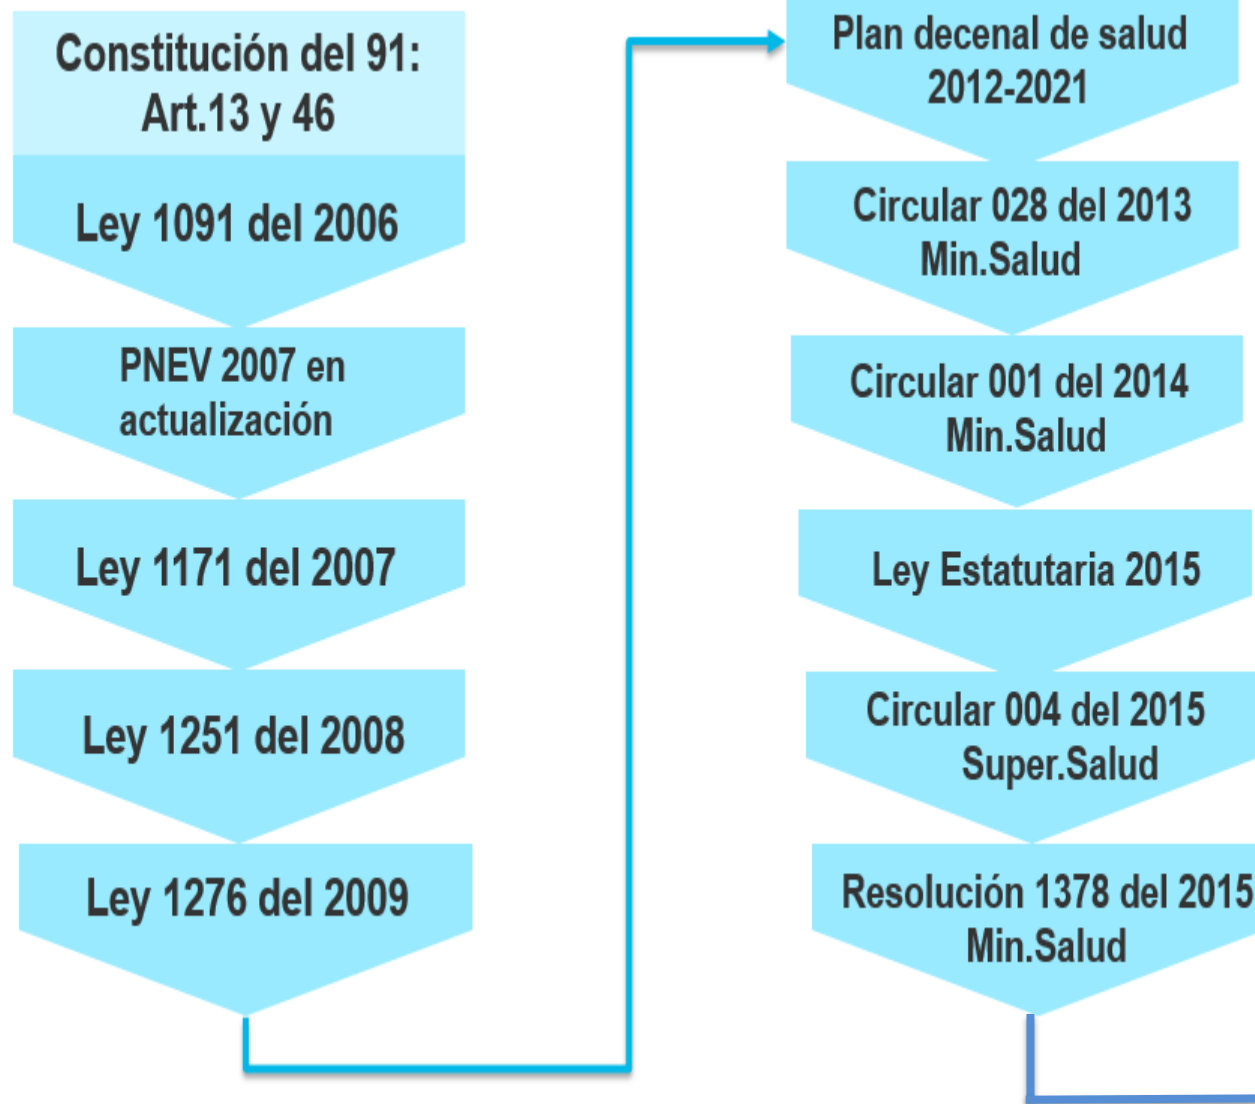 Constitución del 91:
Art.13 y 46
Ley 1091 del 2006
PNEV 2007 en
actualización
Ley 1171 del 2007
Ley 1251 del 2008
Ley 1276 del 2009
Plan decenal de salud
2012-2021
Circular 028 del 2013
Min.Salud
Circular 001 del 2014
Min.Salud
Ley Estatutaria 2015
Circular 004 del 2015
Super.Salud
Resolución 1378 del 2015
Min.Salud